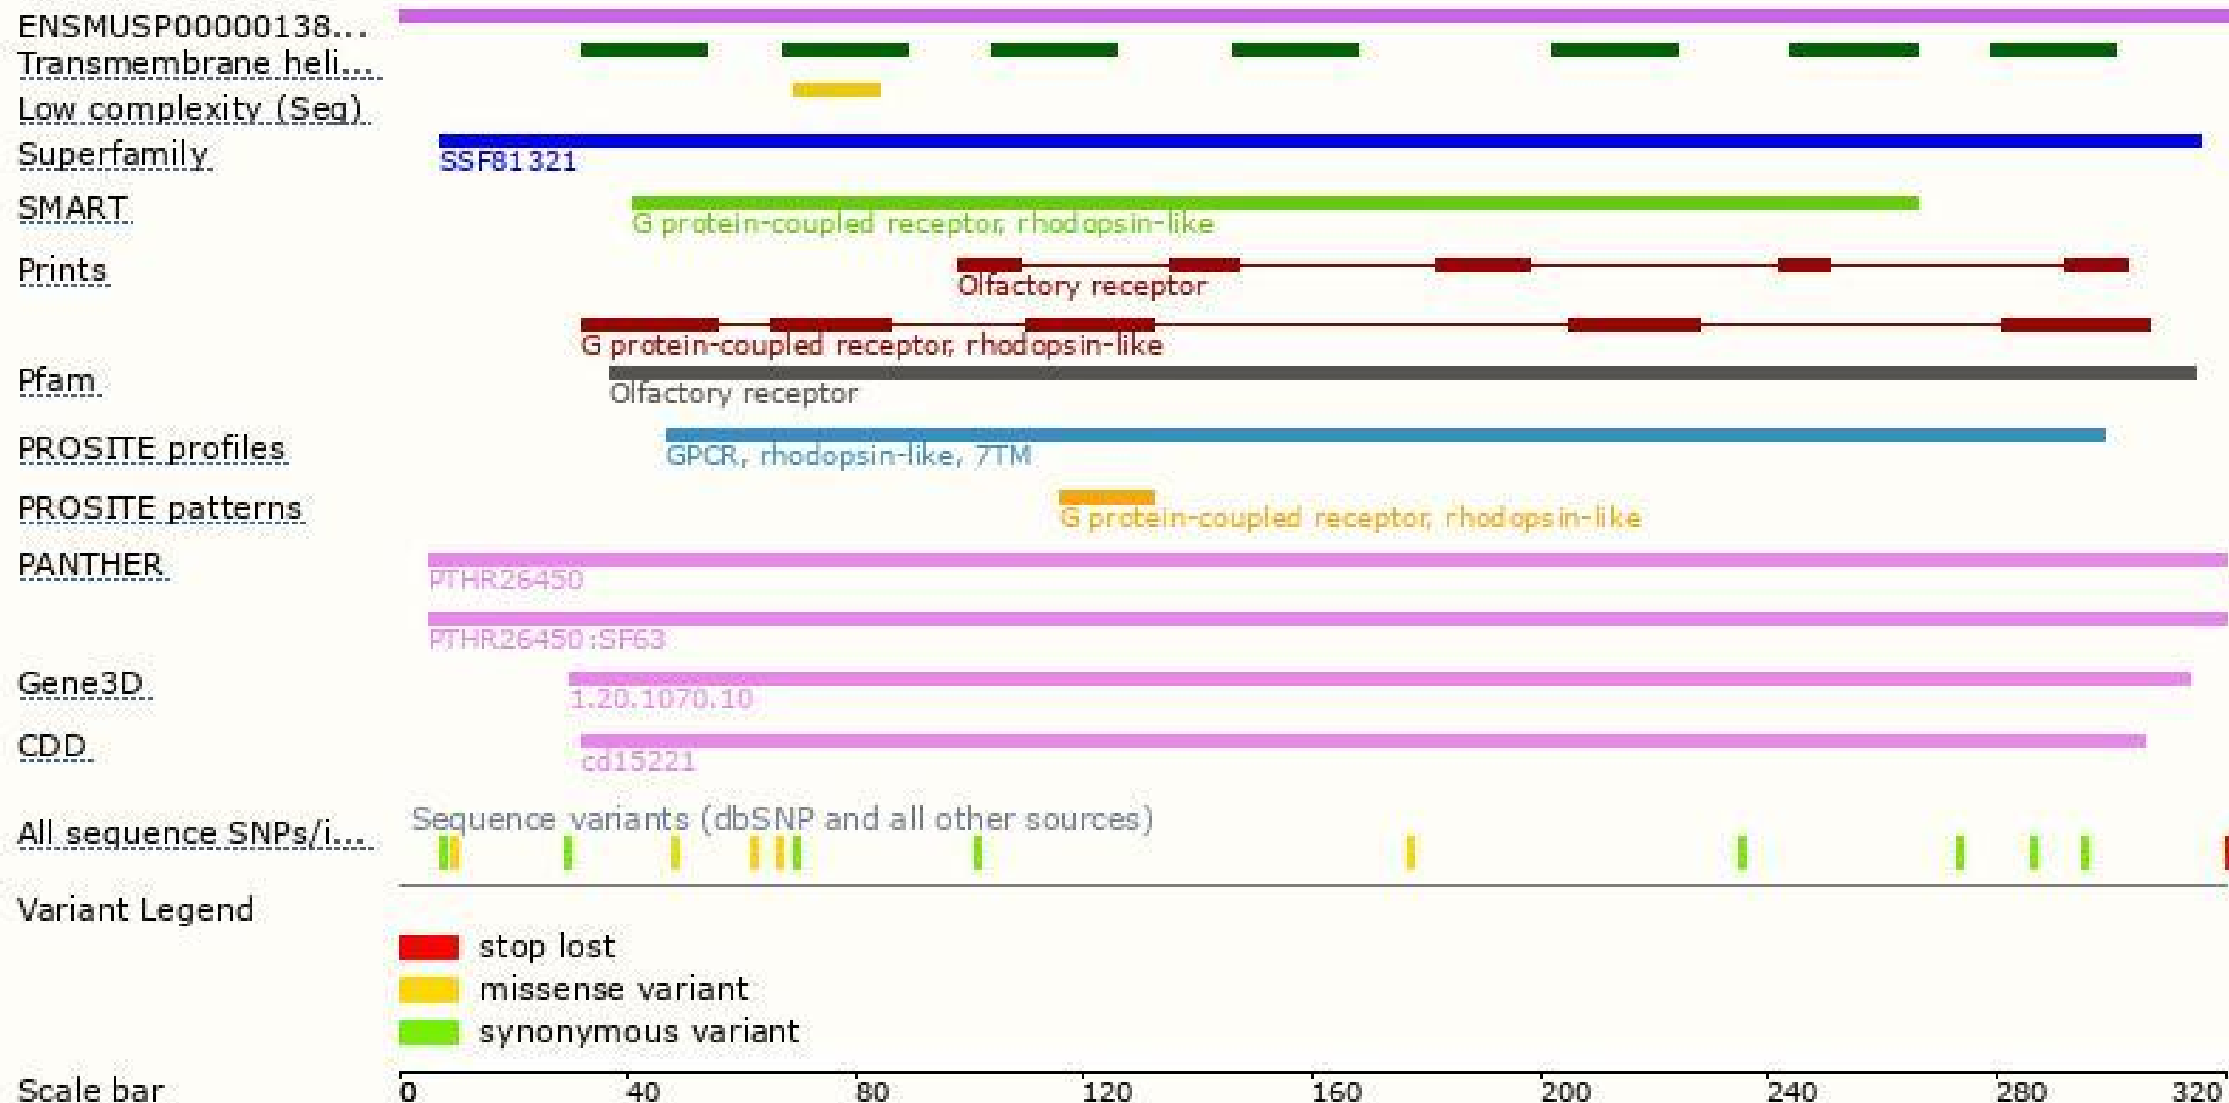 ENSMUSP00000138...
Transmembrane heli...
Low complexity (Seg)
Superfamily
SSF81321
SMART
G protein-coupled receptor, rhodopsin-like
Prints
Olfactory receptor
G protein-coupled receptor, rhodopsin-like
Pfam
Olfactory receptor
PROSITE profiles
GPCR, rhodopsin-like, 7TM
PROSITE patterns
G protein-coupled receptor, rhodopsin-like
PANTHER
PTHR26450
PTHR26450:SF63
Gene3D
1.20.1070.10
CDD
cd15221
Sequence variants (dbSNP and all other sources)
All sequence SNPs/i...
Variant Legend
stop lost
missense variant
synonymous variant
Scale bar 0 40 80 120 160 200 240 280 320